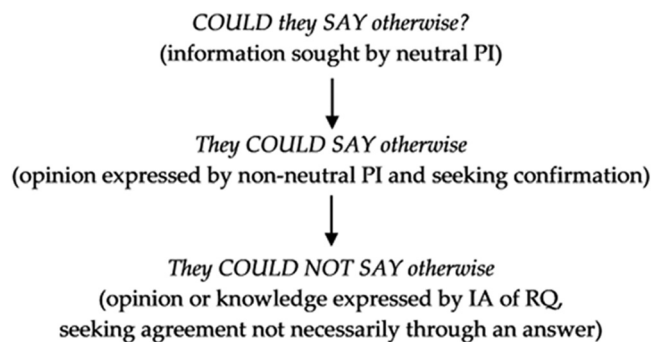 COULD they SAY otherwise?
(information sought by neutral PI)
They COULD SAY otherwise
(opinion expressed by non-neutral PI and seeking confirmation)
They COULD NOT SAY otherwise
(opinion or knowledge expressed by IA of RQ,
seeking agreement not necessarily through an answer)